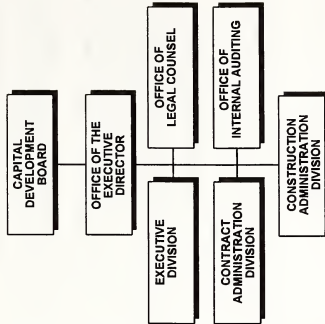 CAPITAL
DEVELOPMENT
BOARD
OFFICE OF THE
EXECUTIVE
DIRECTOR
EXECUTIVE
DIVISION
OFFICE OF
LEGAL COUNSEL
CONTRACT
ADMINISTRATION
DIVISION
OFFICE OF
INTERNAL AUDITING
CONSTRUCTION
ADMINISTRATION
DIVISION